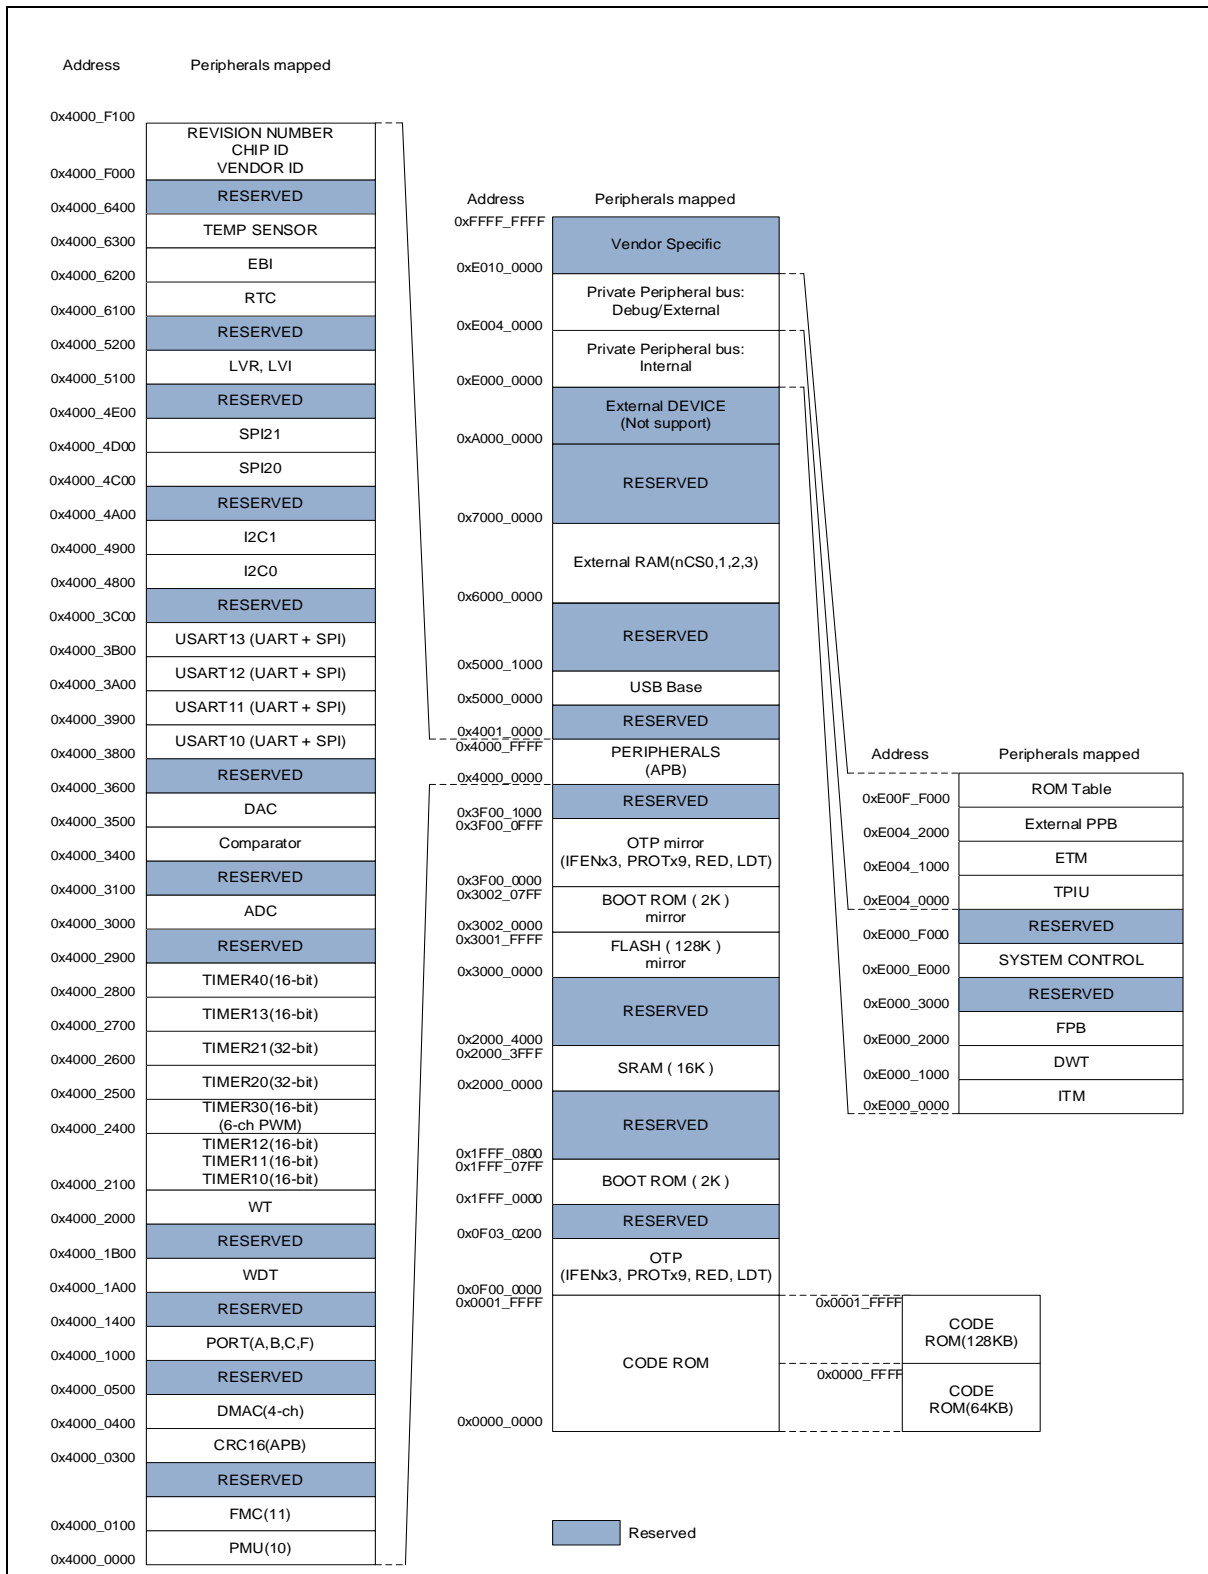 Address Peripherals mapped
0x4000_F100
REVISION NUMBER
CHIP ID
VENDOR ID
0x4000_F000
RESERVED
0x4000_6400
TEMP SENSOR
0x4000_6300
EBI
0x4000_6200
RTC
0x4000_6100
RESERVED
0x4000_5200
LVR, LVI
0x4000_5100
RESERVED
0x4000_4E00
SPI21
0x4000_4D00
SPI20
0x4000_4C00
RESERVED
0x4000_4A00
I2C1
0x4000_4900
I2C0
0x4000_4800
RESERVED
0x4000_3C00
USART13 (UART + SPI)
0x4000_3B00
USART12 (UART + SPI)
0x4000_3A00
USART11 (UART + SPI)
0x4000_3900
USART10 (UART + SPI)
0x4000_3800
RESERVED
0x4000_3600
DAC
0x4000_3500
Comparator
0x4000_3400
RESERVED
0x4000_3100
ADC
0x4000_3000
RESERVED
0x4000_2900
TIMER40(16-bit)
0x4000_2800
TIMER13(16-bit)
0x4000_2700
TIMER21(32-bit)
0x4000_2600
TIMER20(32-bit)
0x4000_2500
TIMER30(16-bit)
(6-ch PWM)
0x4000_2400
TIMER12(16-bit)
TIMER11(16-bit)
TIMER10(16-bit)
0x4000_2100
WT
0x4000_2000
RESERVED
0x4000_1B00
WDT
0x4000_1A00
RESERVED
0x4000_1400
PORT(A,B,C,F)
0x4000_1000
RESERVED
0x4000_0500
DMAC(4-ch)
0x4000_0400
CRC16(APB)
0x4000_0300
RESERVED
FMC(11)
0x4000_0100
PMU(10)
0x4000_0000
Address Peripherals mapped
0xFFFF_FFFF
Vendor Specific
0xE010_0000
Private Peripheral bus:
Debug/External
0xE004_0000
Private Peripheral bus:
Internal
0xE000_0000
External DEVICE
(Not support)
0xA000_0000
RESERVED
0x7000_0000
External RAM(nCS0,1,2,3)
0x6000_0000
RESERVED
0x5000_1000
USB Base
0x5000_0000
RESERVED
0x4001_0000
0x4000_FFFF
PERIPHERALS
(APB)
0x4000_0000
RESERVED
0x3F00_1000
0x3F00_0FFF
OTP mirror
(IFENx3, PROTx9, RED, LDT)
0x3F00_0000
0x3002_07FF
BOOT ROM ( 2K )
mirror
0x3002_0000
0x3001_FFFF
FLASH ( 128K )
mirror
0x3000_0000
RESERVED
0x2000_4000
0x2000_3FFF
SRAM ( 16K )
0x2000_0000
RESERVED
0x1FFF_0800
0x1FFF_07FF
BOOT ROM ( 2K )
0x1FFF_0000
RESERVED
0x0F03_0200
OTP
(IFENx3, PROTx9, RED, LDT)
0x0F00_0000
0x0001_FFFF
CODE ROM
0x0000_0000
0x0001_FFFF
CODE
ROM(128KB)
0x0000_FFFF
CODE
ROM(64KB)
Address Peripherals mapped
ROM Table
0xE00F_F000
External PPB
0xE004_2000
ETM
0xE004_1000
TPIU
0xE004_0000
RESERVED
0xE000_F000
SYSTEM CONTROL
0xE000_E000
RESERVED
0xE000_3000
FPB
0xE000_2000
DWT
0xE000_1000
ITM
0xE000_0000
Reserved